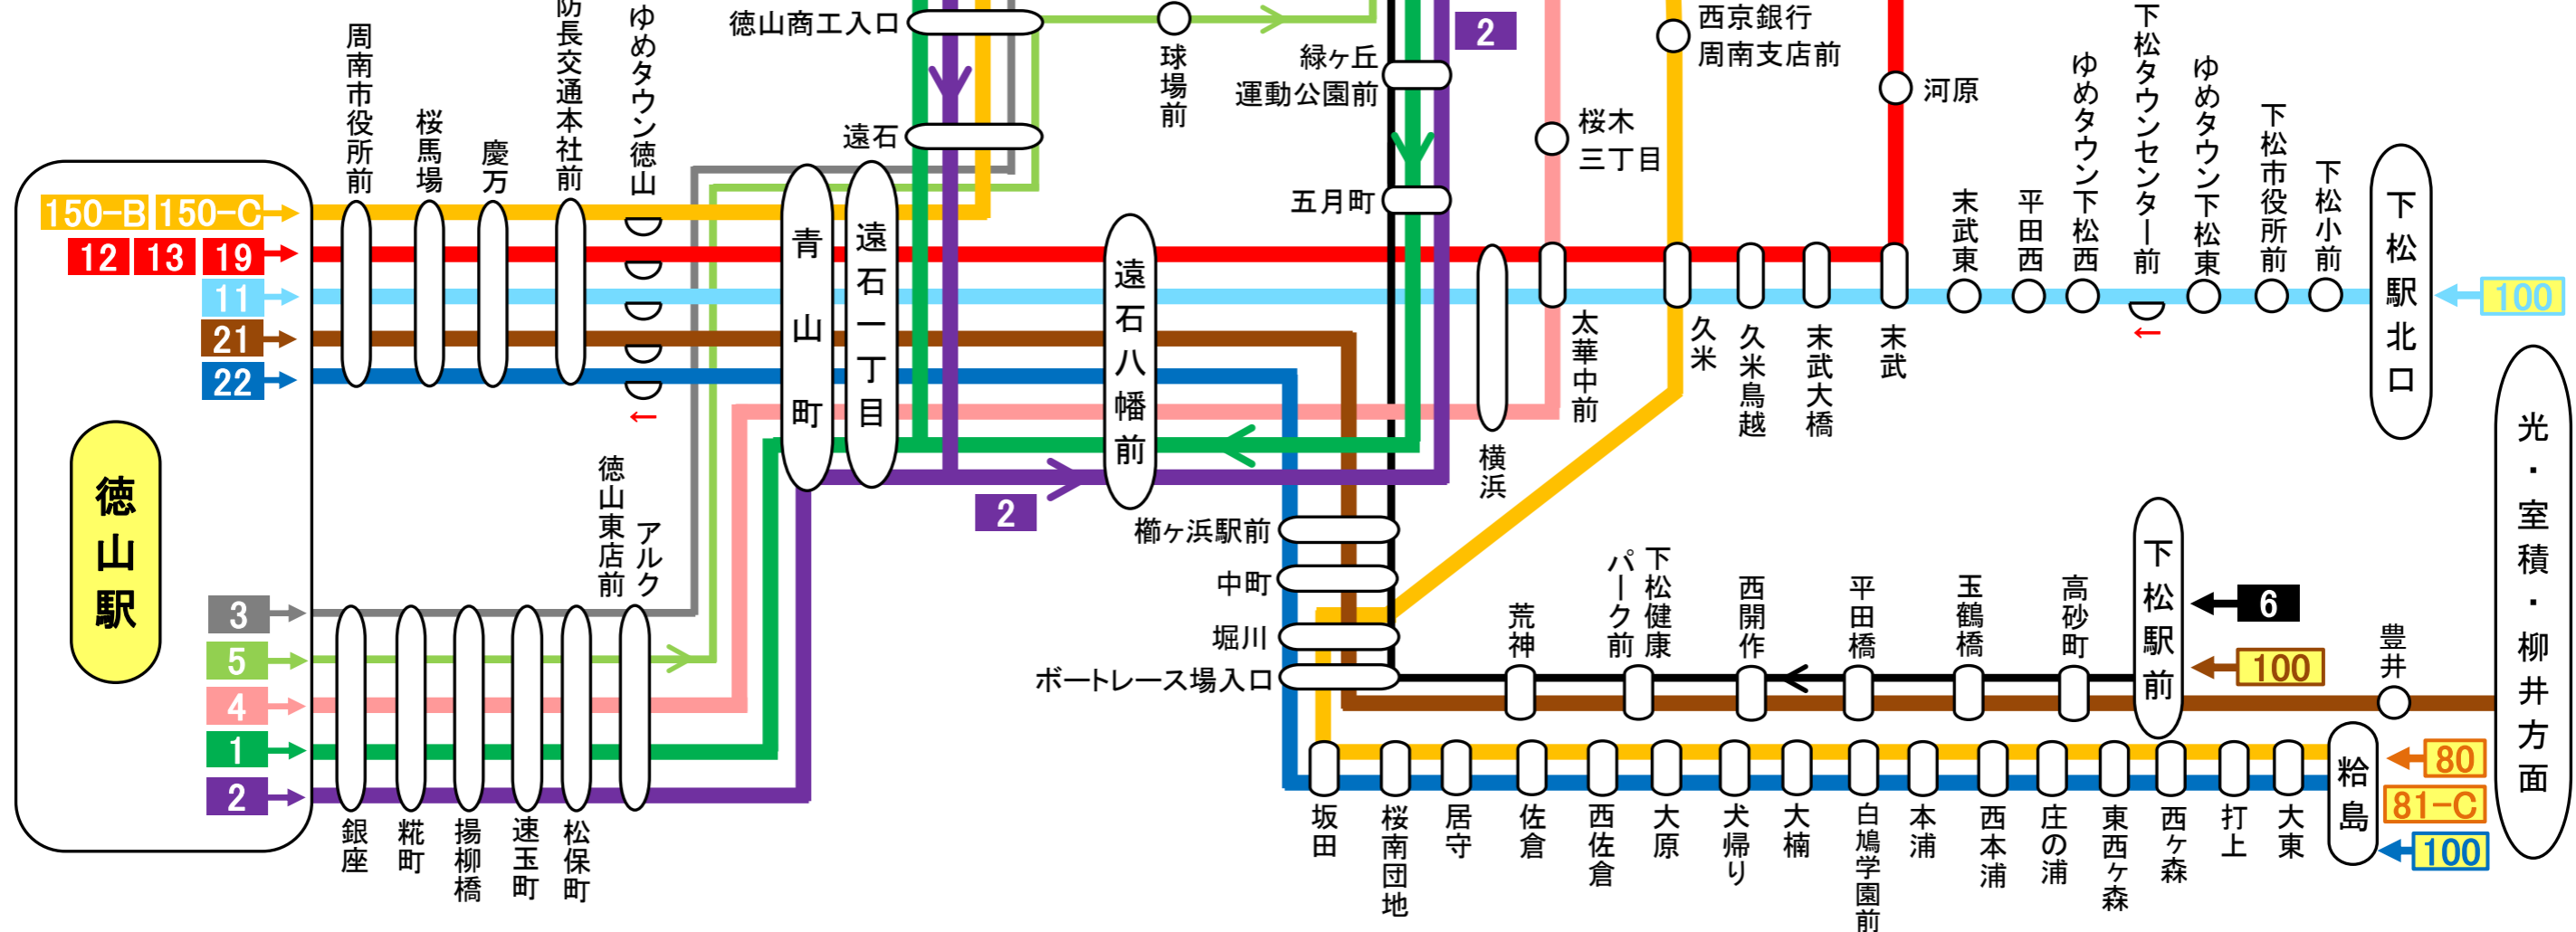 徳山商工入口
球場前
緑ヶ丘
運動公園前
2
西京銀行
周南支店前
河原
桜木
三丁目
遠石
五月町
周南市役所前
桜馬場
慶万
防長交通本社前
ゆめタウン徳山
←
青山町
遠石一丁目
遠石八幡前
横浜
太華中前
久米
久米鳥越
末武大橋
末武
末武東
平田西
ゆめタウン下松西
下松タウンセンター前
←
ゆめタウン下松東
下松市役所前
下松小前
下松駅北口
100
150-B 150-C
12 13 19
11
21
22
徳山駅
3
5
4
1
2
アルク
徳山東店前
銀座
糀町
揚柳橋
速玉町
松保町
2
櫛ヶ浜駅前
中町
堀川
ボートレース場入口
荒神
下松健康
パーク前
西開作
平田橋
玉鶴橋
高砂町
下松駅前
6
100
豊井
光・室積・柳井方面
坂田
桜南団地
居守
佐倉
西佐倉
大原
犬帰り
大楠
白鳩学園前
本浦
西本浦
庄の浦
東西ヶ森
西ヶ森
打上
大東
粭島
80
81-C
100